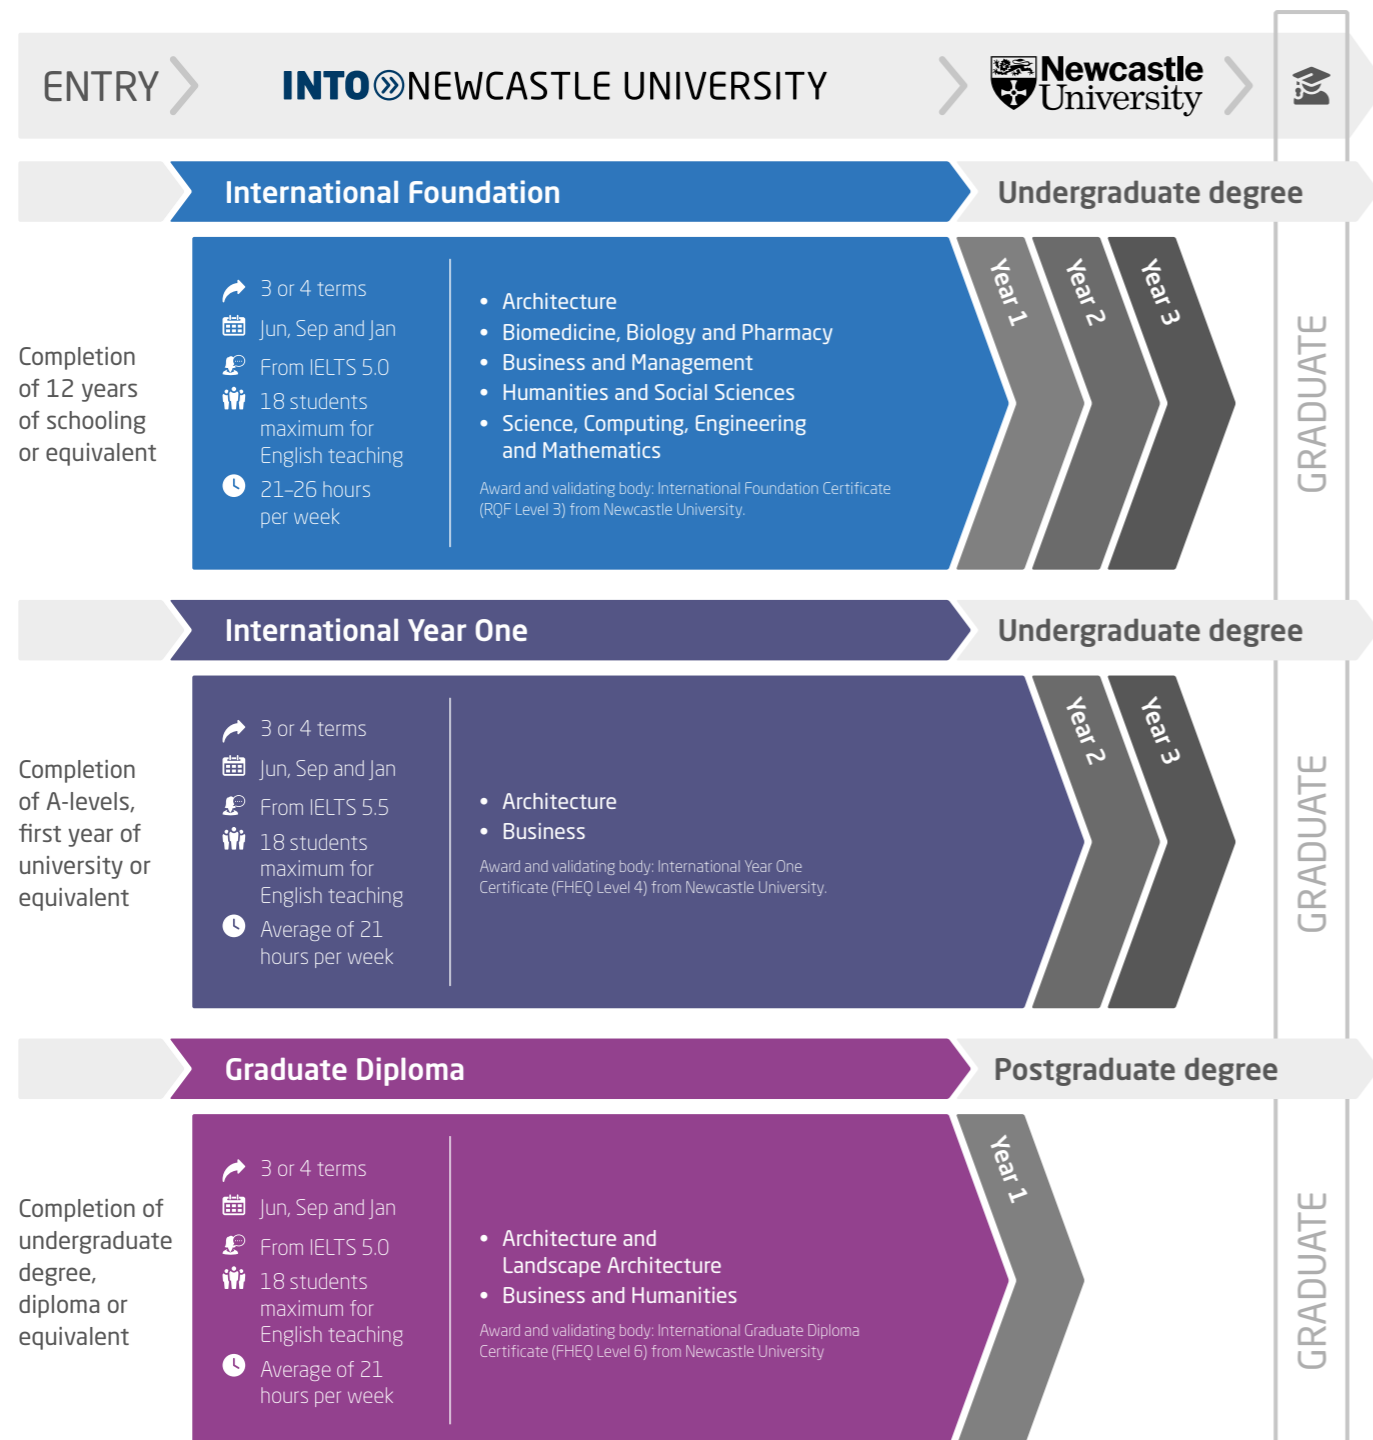 ENTRY
INTO NEWCASTLE UNIVERSITY
Newcastle
University
International Foundation
Undergraduate degree
Completion
of 12 years
of schooling
or equivalent
3 or 4 terms
Jun, Sep and Jan
From IELTS 5.0
18 students
maximum for
English teaching
21–26 hours
per week
• Architecture
• Biomedicine, Biology and Pharmacy
• Business and Management
• Humanities and Social Sciences
• Science, Computing, Engineering
and Mathematics
Award and validating body: International Foundation Certificate
(RQF Level 3) from Newcastle University.
Year 1
Year 2
Year 3
GRADUATE
International Year One
Undergraduate degree
Completion
of A-levels,
first year of
university or
equivalent
3 or 4 terms
Jun, Sep and Jan
From IELTS 5.5
18 students
maximum for
English teaching
Average of 21
hours per week
• Architecture
• Business
Award and validating body: International Year One
Certificate (FHEQ Level 4) from Newcastle University.
Year 2
Year 3
GRADUATE
Graduate Diploma
Postgraduate degree
Completion of
undergraduate
degree,
diploma or
equivalent
3 or 4 terms
Jun, Sep and Jan
From IELTS 5.0
18 students
maximum for
English teaching
Average of 21
hours per week
• Architecture and
Landscape Architecture
• Business and Humanities
Award and validating body: International Graduate Diploma
Certificate (FHEQ Level 6) from Newcastle University
Year 1
GRADUATE